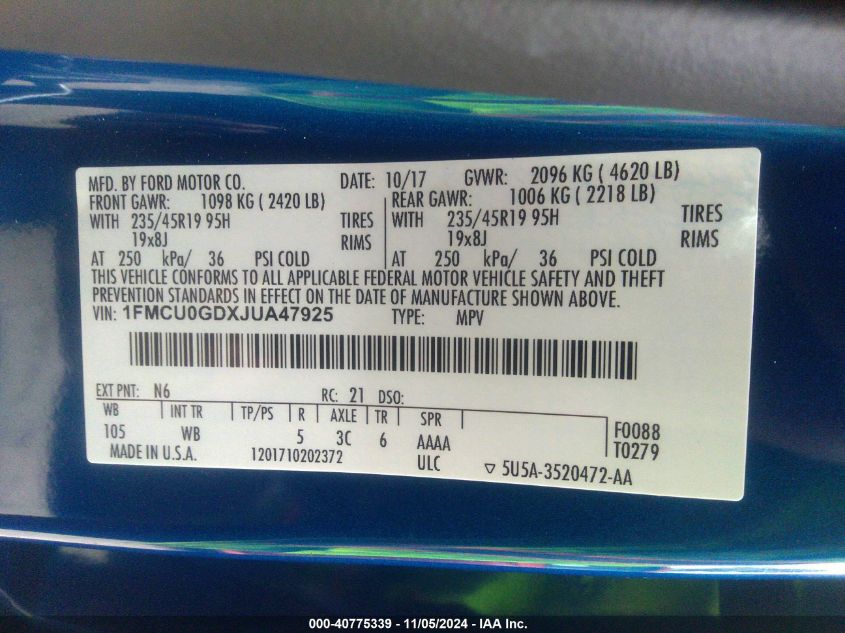 MFD. BY FORD MOTOR CO. DATE: 10/17 GVWR: 2096 KG ( 4620 LB)
FRONT GAWR: 1098 KG ( 2420 LB) REAR GAWR: 1006 KG ( 2218 LB)
WITH 235/45R19 95H TIRES WITH 235/45R19 95H TIRES
19x8J RIMS 19x8J RIMS
AT 250 kPa/ 36 PSI COLD AT 250 kPa/ 36 PSI COLD
THIS VEHICLE CONFORMS TO ALL APPLICABLE FEDERAL MOTOR VEHICLE SAFETY AND THEFT
PREVENTION STANDARDS IN EFFECT ON THE DATE OF MANUFACTURE SHOWN ABOVE.
VIN: 1FMCU0GDXJUA47925 TYPE: MPV
EXT PNT: N6 RC: 21 DSO:
WB INT TR TP/PS R AXLE TR SPR
105 WB 5 3C 6 AAAA F0088
MADE IN U.S.A. 1201710202372 ULC T0279
▽ 5U5A-3520472-AA
000-40775339 - 11/05/2024 - IAA Inc.